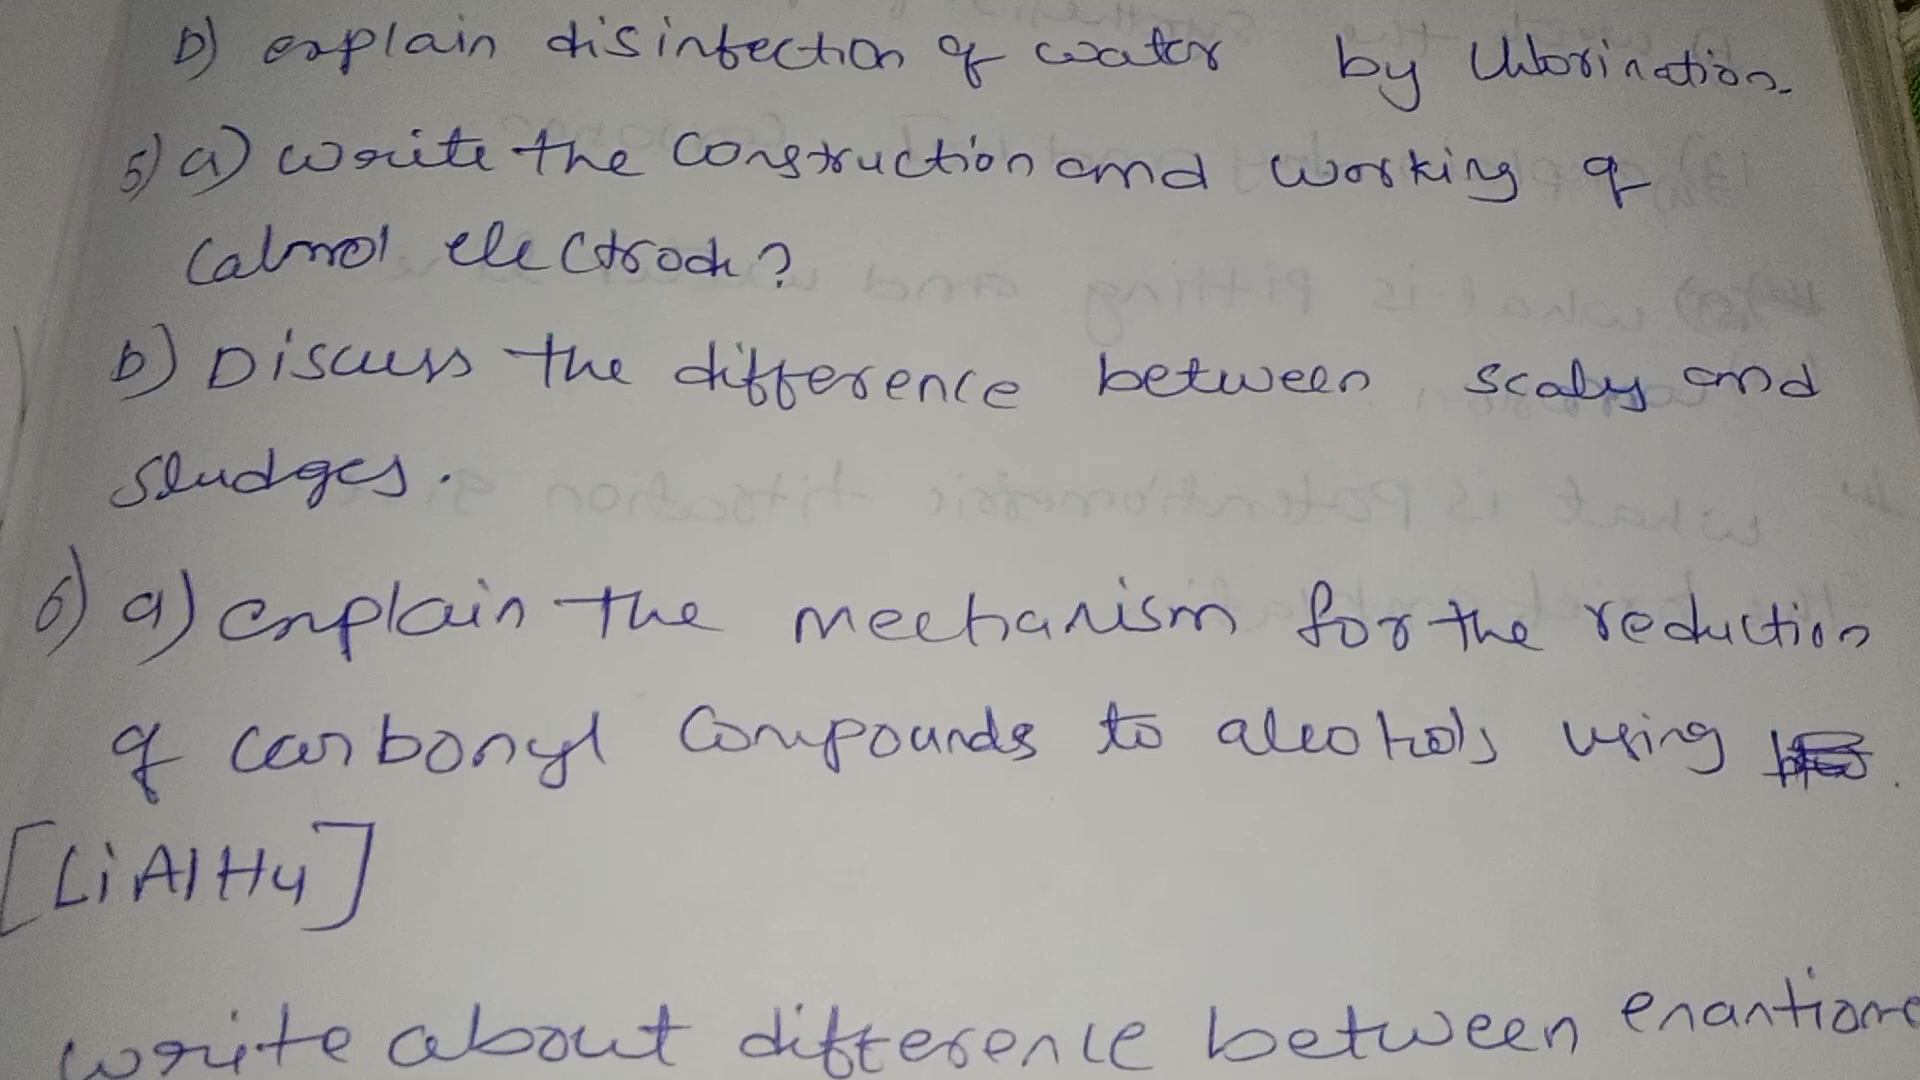 b) explain disinfection of water by Chlorination.
5) a) write the construction and working of
Calomel electrode?
b) Discuss the difference between scales and
sludges.
6) a) explain the mechanism for the reduction
of carbonyl compounds to alcohols using
[LiAlH4]
write about difference between enantiome